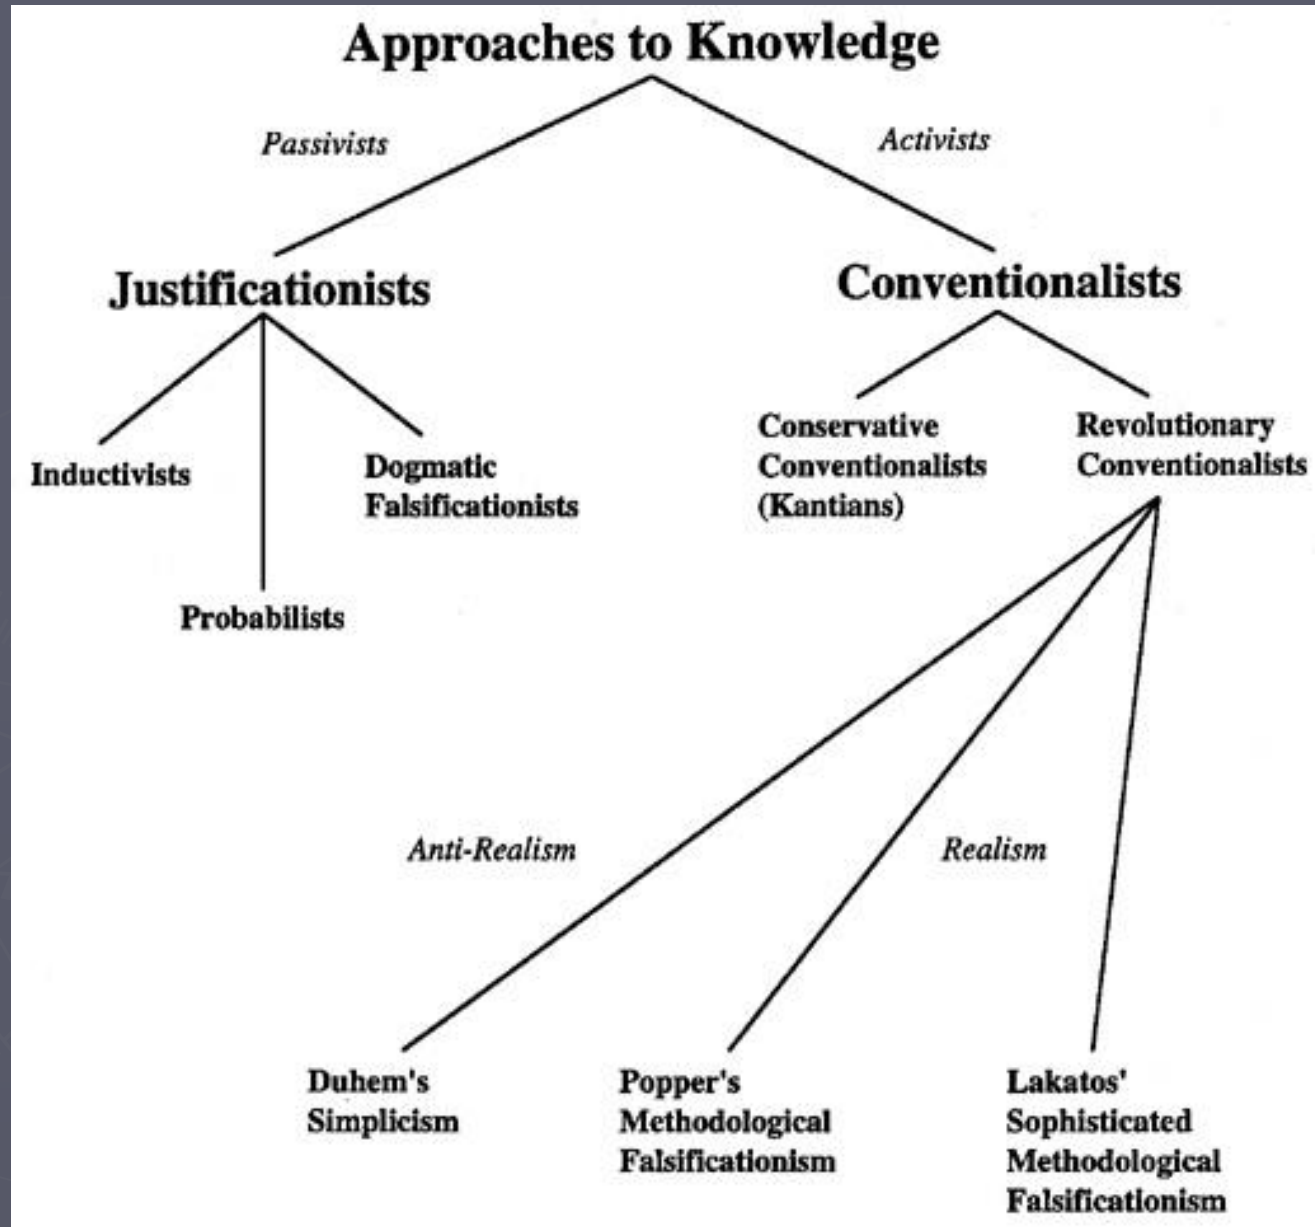 Approaches to Knowledge
Passivists
Activists
Justificationists
Conventionalists
Inductivists
Probabilists
Dogmatic
Falsificationists
Conservative
Conventionalists
(Kantians)
Revolutionary
Conventionalists
Anti-Realism
Realism
Duhem's
Simplicism
Popper's
Methodological
Falsificationism
Lakatos'
Sophisticated
Methodological
Falsificationism